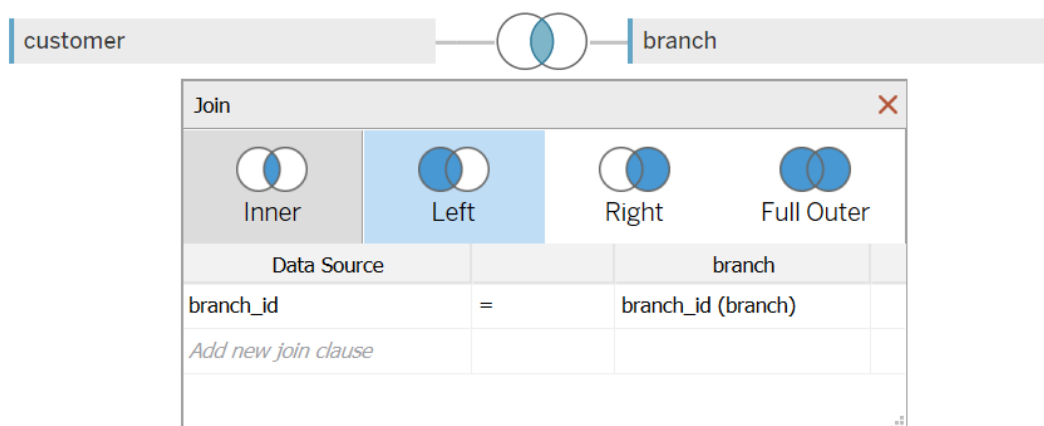 customer branch
Join
Inner Left Right Full Outer
Data Source branch
branch_id = branch_id (branch)
Add new join clause